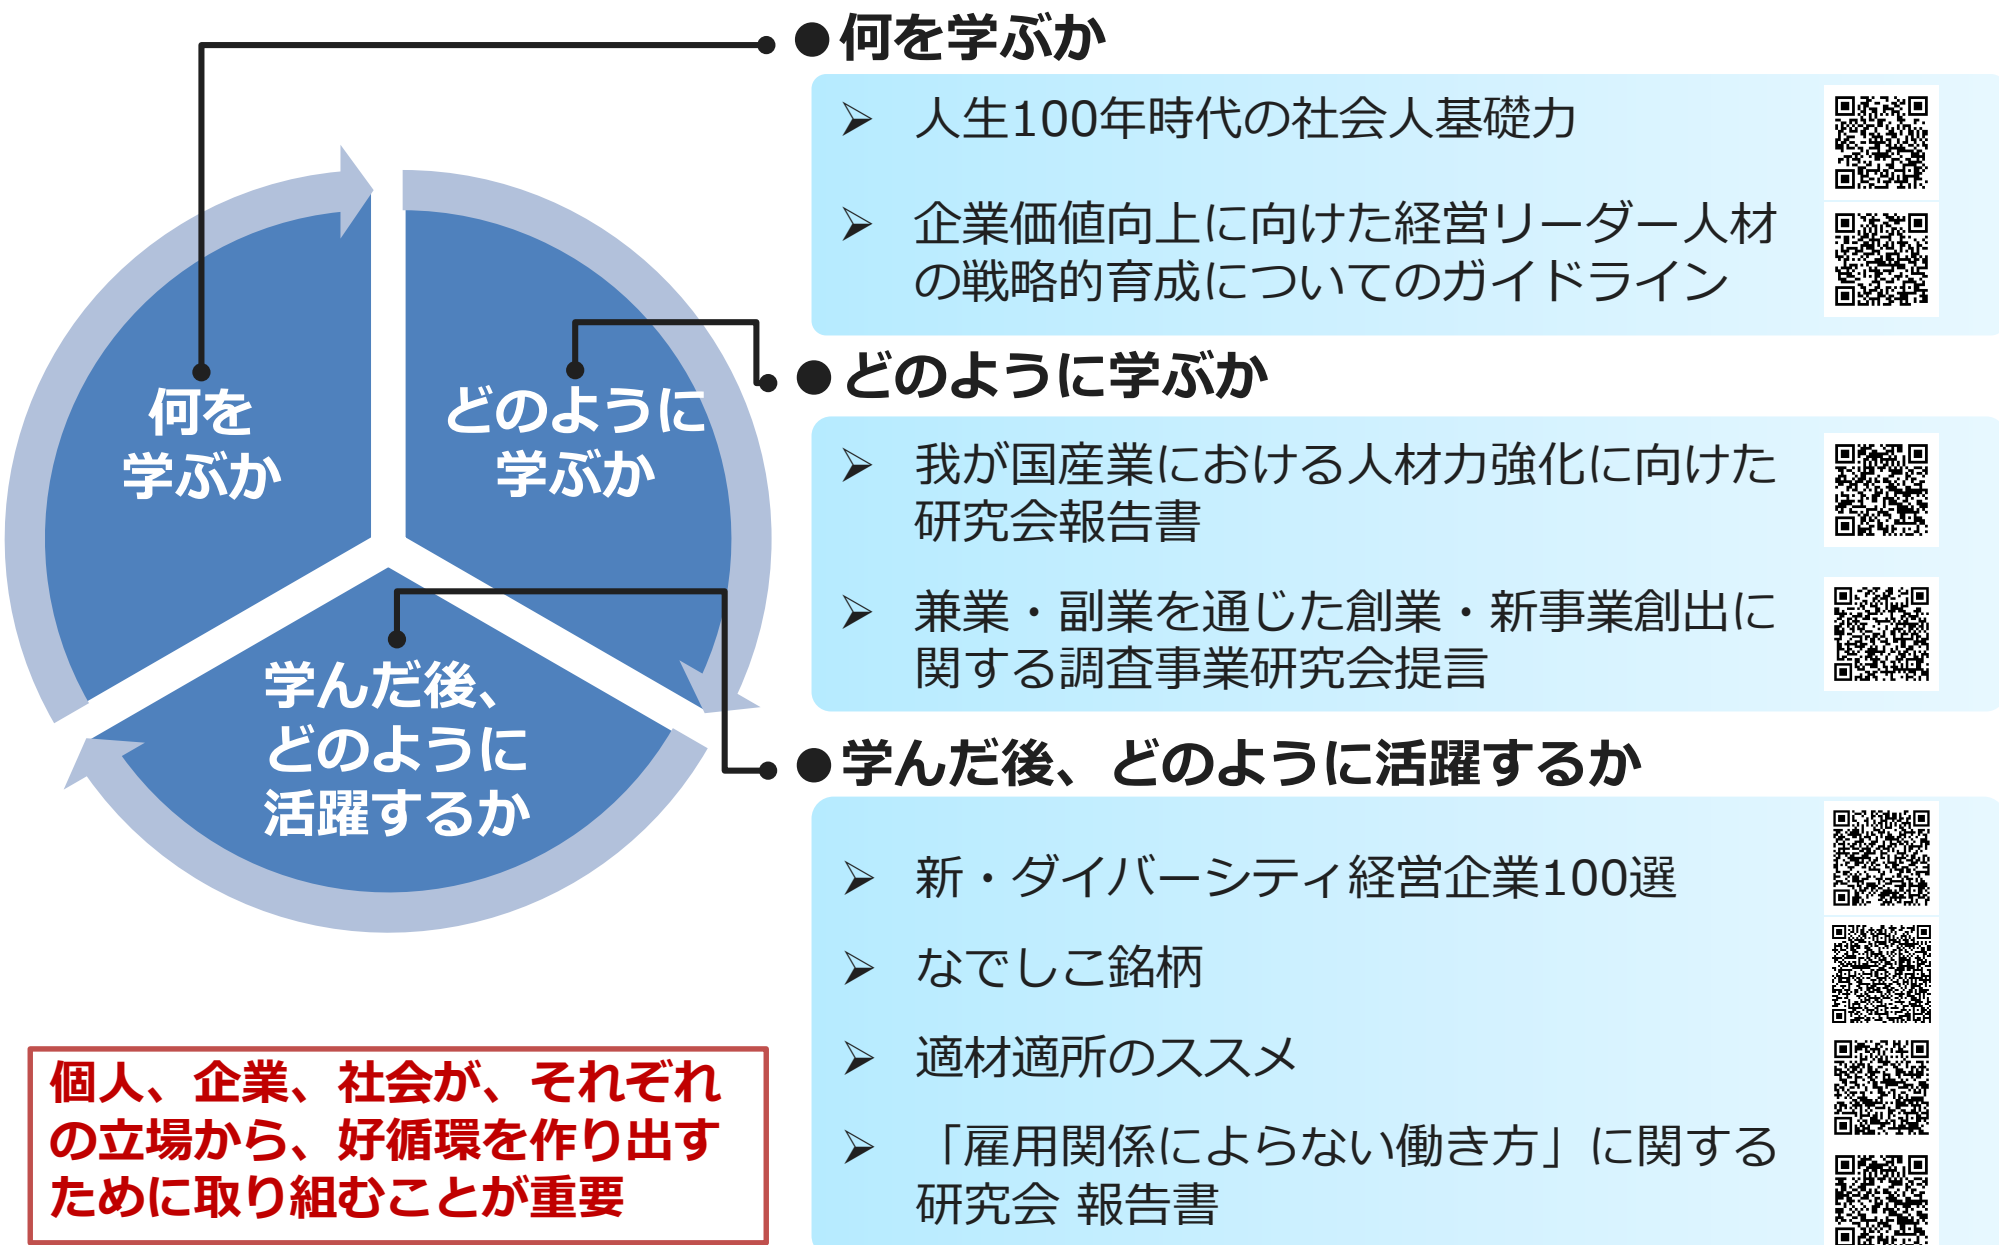 ●何を学ぶか
➢ 人生100年時代の社会人基礎力
➢ 企業価値向上に向けた経営リーダー人材
の戦略的育成についてのガイドライン
何を
学ぶか
どのように
学ぶか
学んだ後、
どのように
活躍するか
●どのように学ぶか
➢ 我が国産業における人材力強化に向けた
研究会報告書
➢ 兼業・副業を通じた創業・新事業創出に
関する調査事業研究会提言
●学んだ後、どのように活躍するか
➢ 新・ダイバーシティ経営企業100選
➢ なでしこ銘柄
➢ 適材適所のススメ
➢ 「雇用関係によらない働き方」に関する
研究会 報告書
個人、企業、社会が、それぞれ
の立場から、好循環を作り出す
ために取り組むことが重要